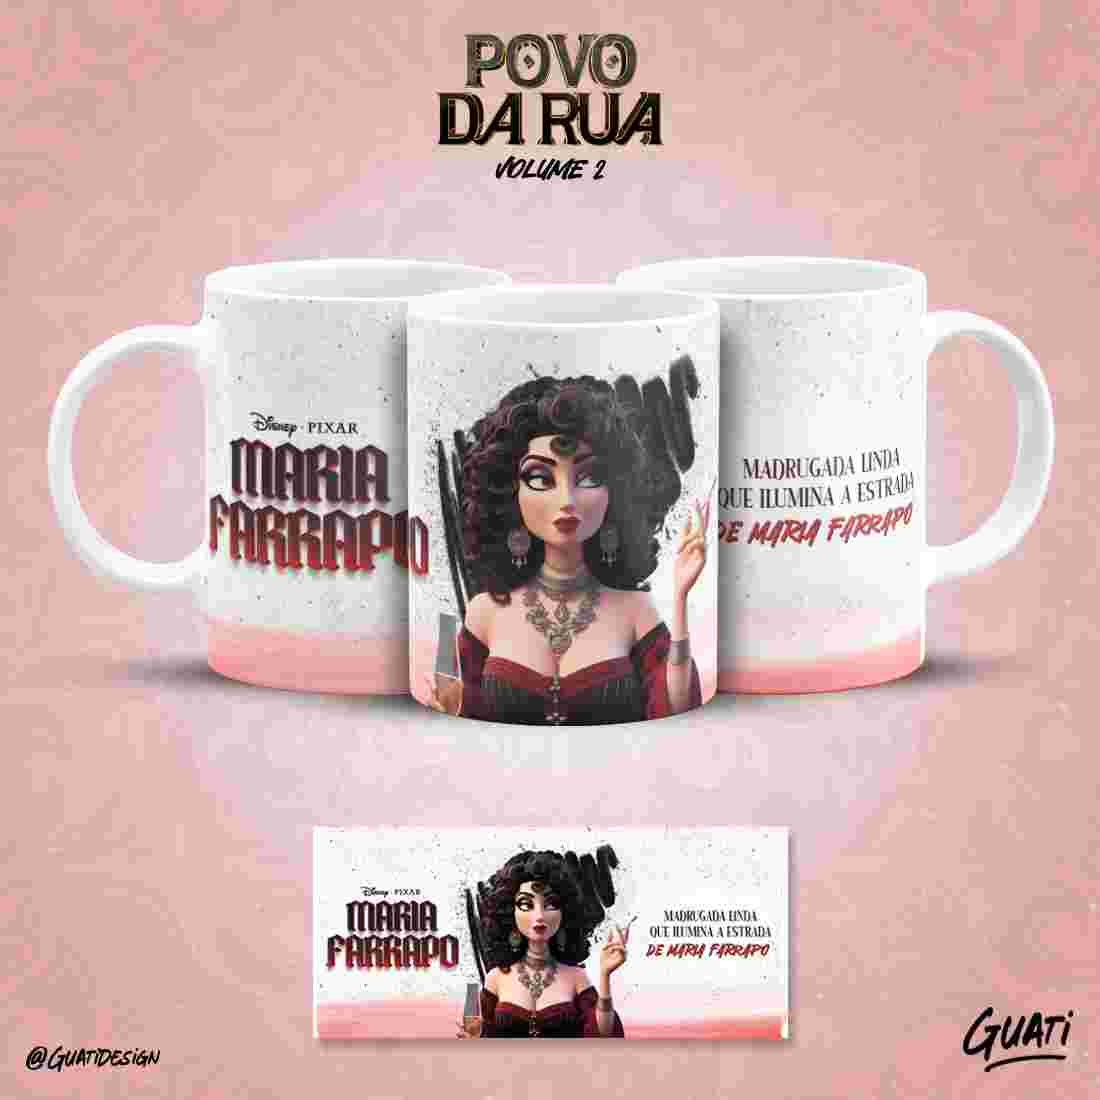 POVO
DA RUA
VOLUME 2
DISNEY · PIXAR
MARIA
FARRAPO
MADRUGADA LINDA
QUE ILUMINA A ESTRADA
DE MARIA FARRAPO
DISNEY · PIXAR
MARIA
FARRAPO
MADRUGADA LINDA
QUE ILUMINA A ESTRADA
DE MARIA FARRAPO
@GUATIDESIGN
GUATi